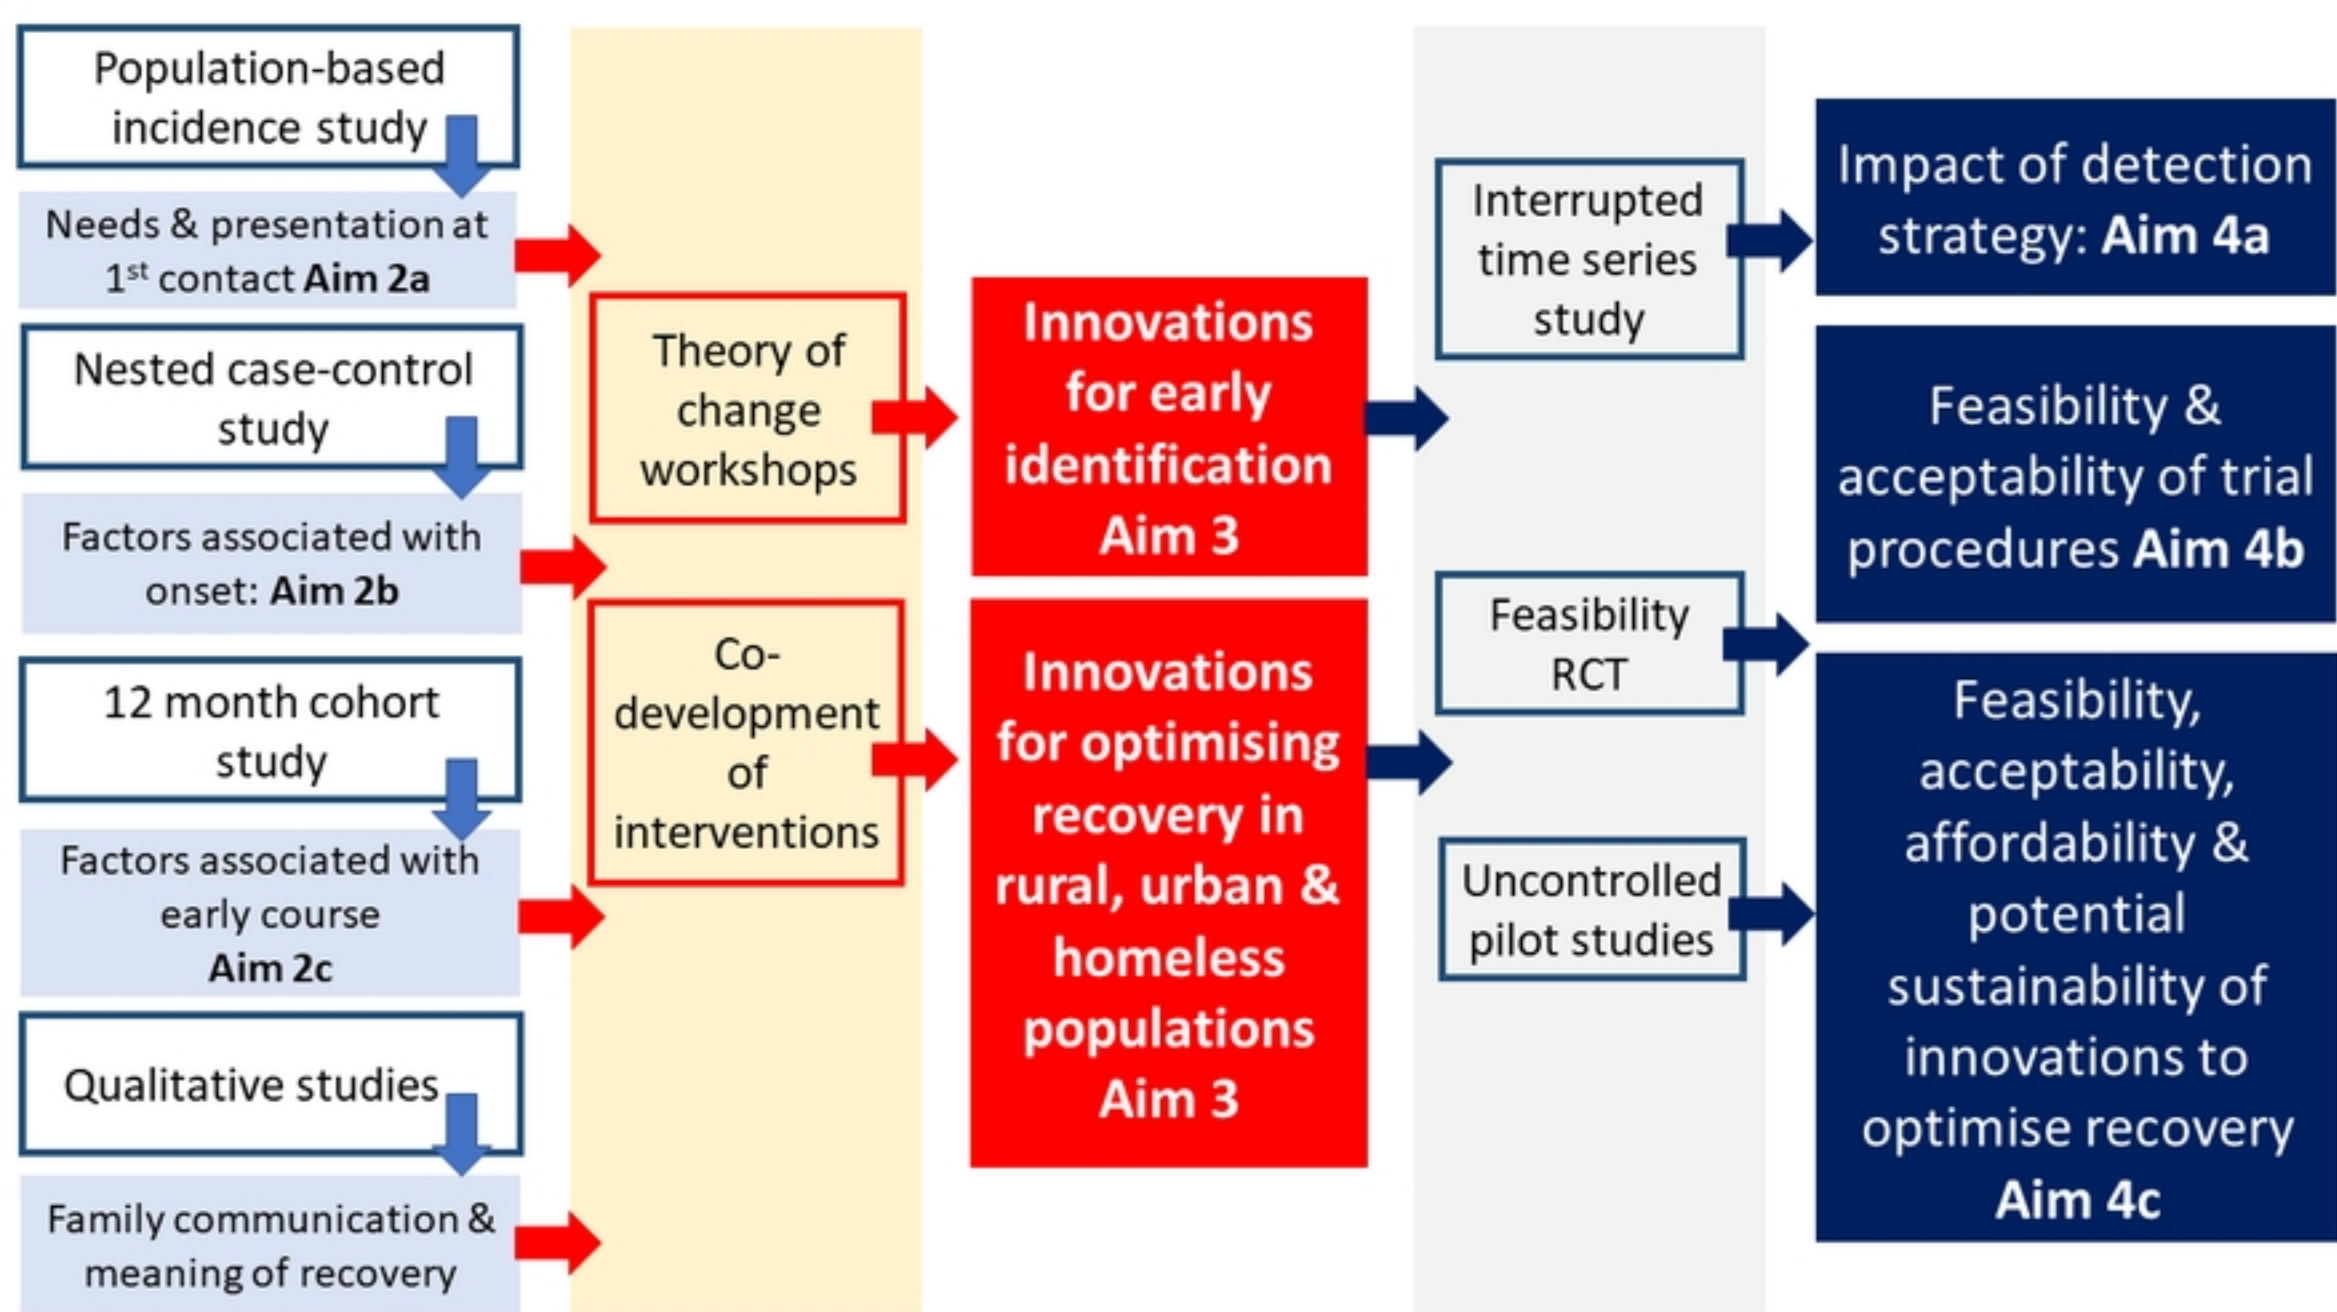 Population-based
incidence study
Needs & presentation at
1st contact Aim 2a
Nested case-control
study
Factors associated with
onset: Aim 2b
12 month cohort
study
Factors associated with
early course
Aim 2c
Qualitative studies
Family communication &
meaning of recovery
Theory of
change
workshops
Co-
development
of
interventions
Innovations
for early
identification
Aim 3
Innovations
for optimising
recovery in
rural, urban &
homeless
populations
Aim 3
Interrupted
time series
study
Feasibility
RCT
Uncontrolled
pilot studies
Impact of detection
strategy: Aim 4a
Feasibility &
acceptability of trial
procedures Aim 4b
Feasibility,
acceptability,
affordability &
potential
sustainability of
innovations to
optimise recovery
Aim 4c